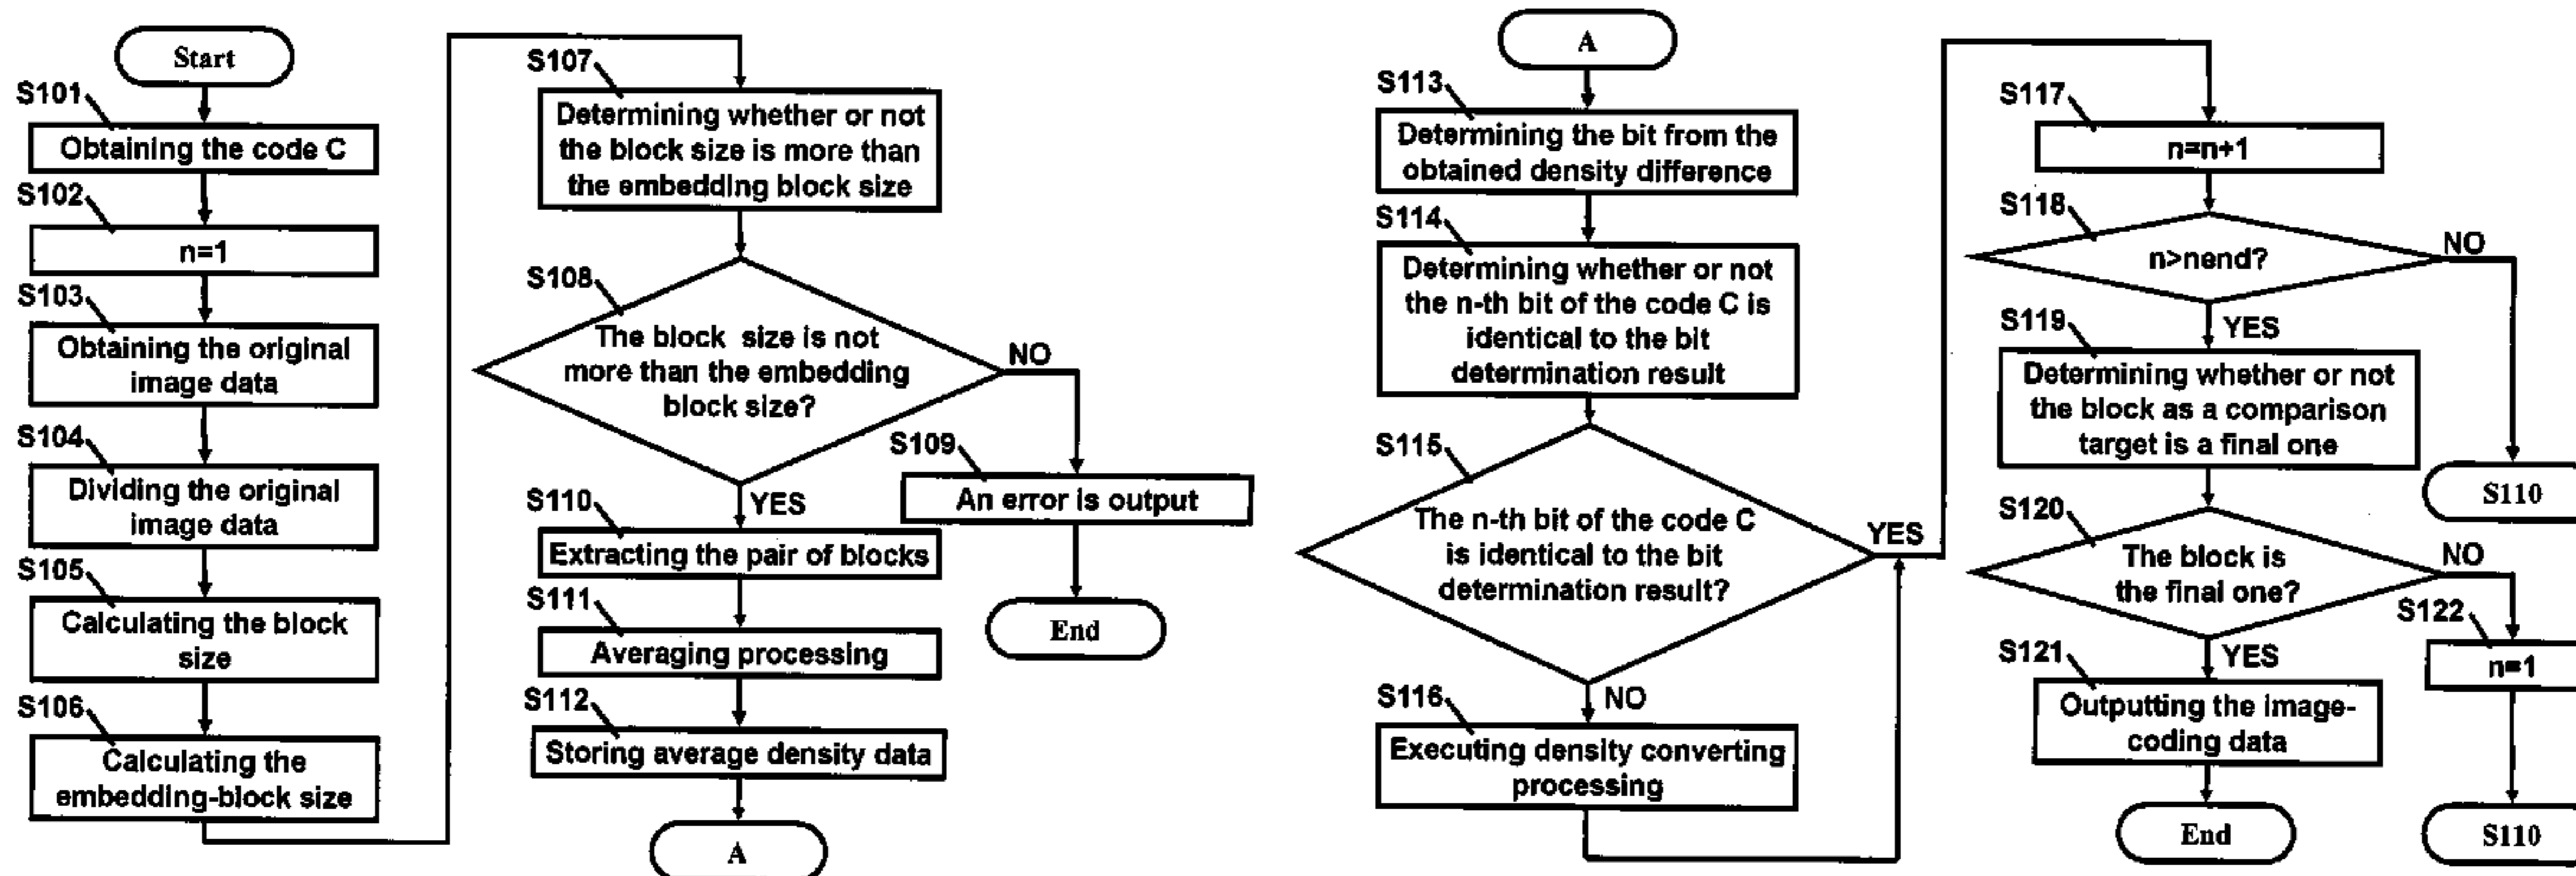 Start
S101
Obtaining the code C
S102
n=1
S103
Obtaining the original
image data
S104
Dividing the original
image data
S105
Calculating the block
size
S106
Calculating the
embedding-block size
S107
Determining whether or not
the block size is more than
the embedding block size
S108
The block size is not
more than the embedding
block size?
NO
YES
S109
An error is output
End
S110
Extracting the pair of blocks
S111
Averaging processing
S112
Storing average density data
A
A
S113
Determining the bit from the
obtained density difference
S114
Determining whether or not
the n-th bit of the code C is
identical to the bit
determination result
S115
The n-th bit of the code C
is identical to the bit
determination result?
YES
NO
S116
Executing density converting
processing
S117
n=n+1
S118
n>nend?
NO
S110
YES
S119
Determining whether or not
the block as a comparison
target is a final one
S120
The block is
the final one?
NO
S122
n=1
S110
YES
S121
Outputting the image-
coding data
End